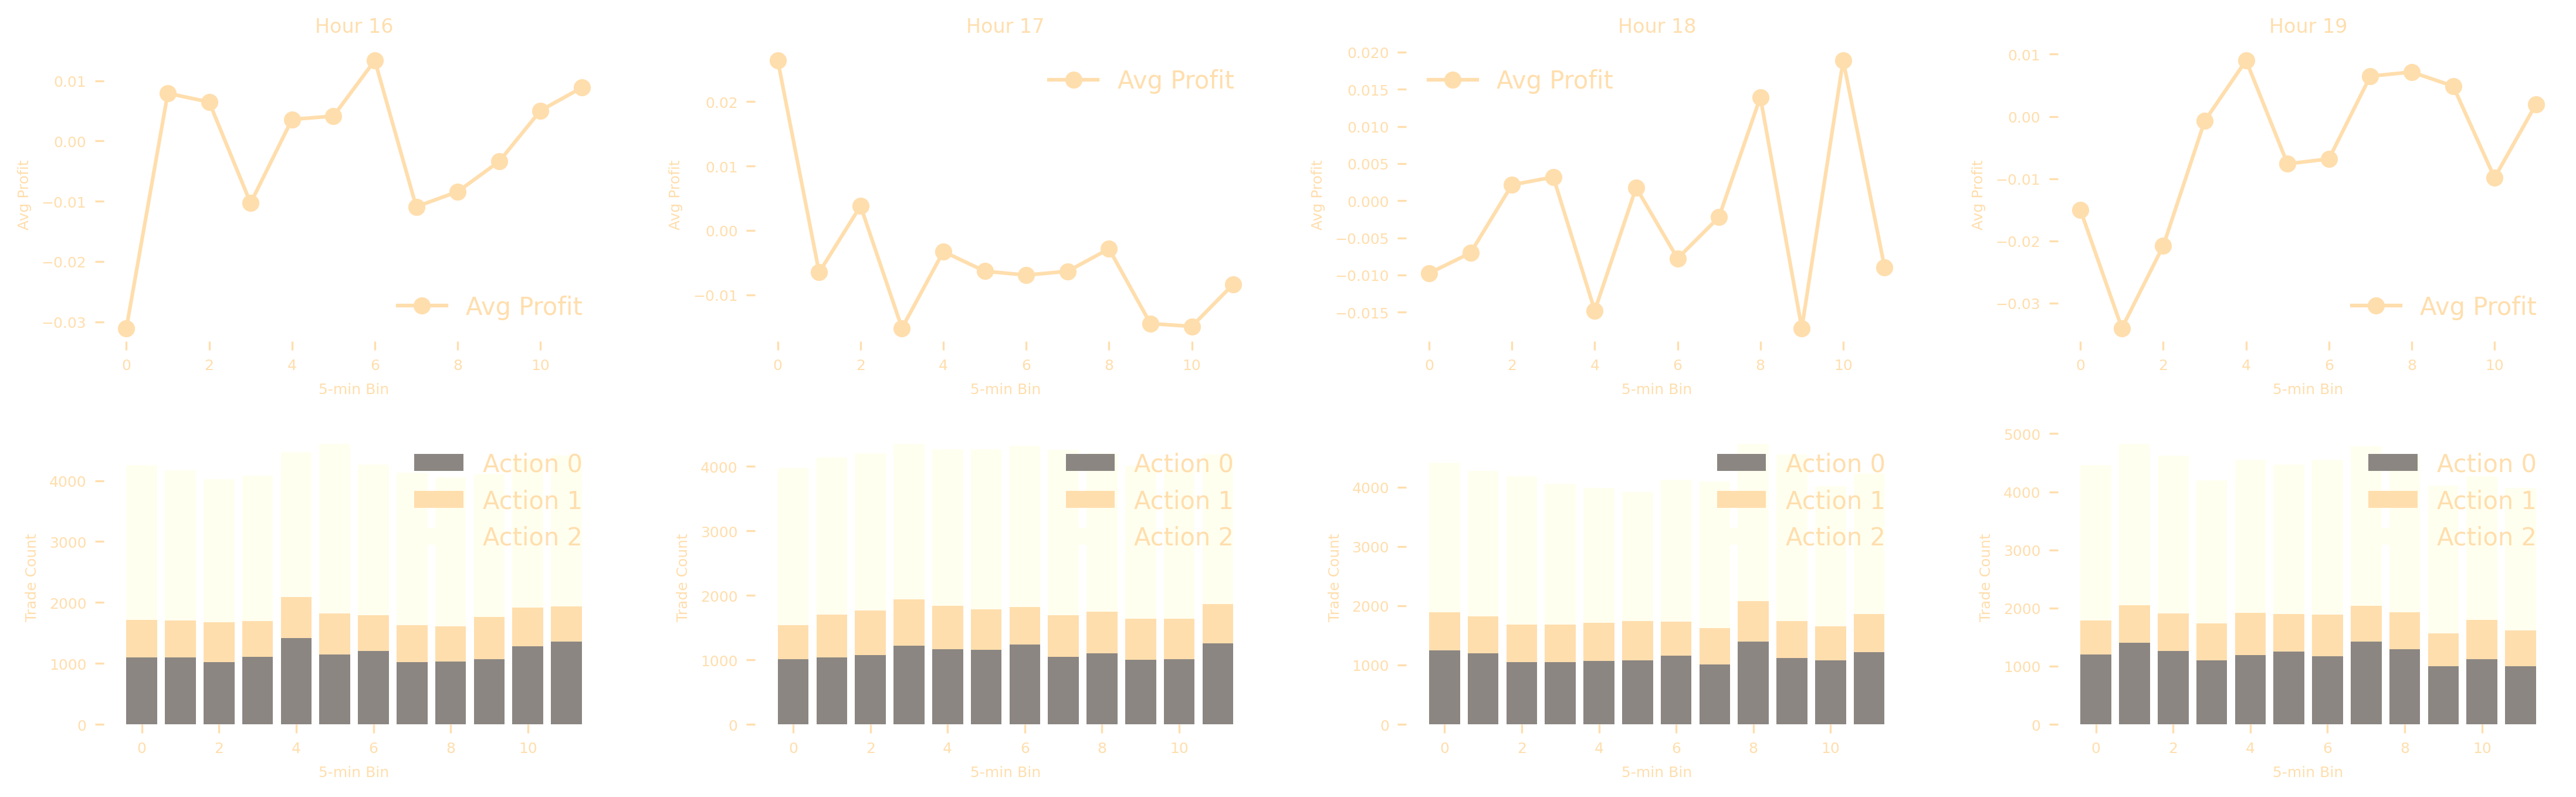 Hour 16
0.01
0.00
−0.01
−0.02
−0.03
Avg Profit
Avg Profit
0 2 4 6 8 10
5-min Bin
Hour 17
0.02
0.01
0.00
−0.01
Avg Profit
Avg Profit
0 2 4 6 8 10
5-min Bin
Hour 18
0.020
0.015
0.010
0.005
0.000
−0.005
−0.010
−0.015
Avg Profit
Avg Profit
0 2 4 6 8 10
5-min Bin
Hour 19
0.01
0.00
−0.01
−0.02
−0.03
Avg Profit
Avg Profit
0 2 4 6 8 10
5-min Bin
4000
3000
2000
1000
0
Trade Count
Action 0
Action 1
Action 2
0 2 4 6 8 10
5-min Bin
4000
3000
2000
1000
0
Trade Count
Action 0
Action 1
Action 2
0 2 4 6 8 10
5-min Bin
4000
3000
2000
1000
0
Trade Count
Action 0
Action 1
Action 2
0 2 4 6 8 10
5-min Bin
5000
4000
3000
2000
1000
0
Trade Count
Action 0
Action 1
Action 2
0 2 4 6 8 10
5-min Bin